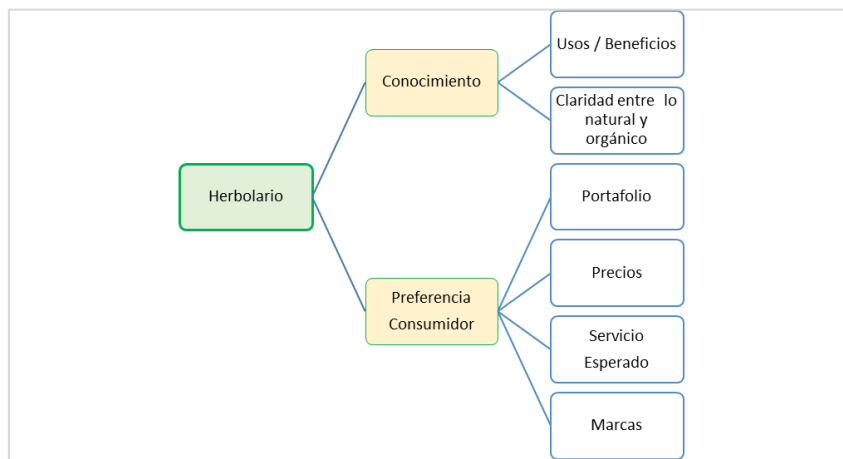 Usos / Beneficios
Conocimiento
Claridad entre lo
natural y
orgánico
Herbolario
Portafolio
Precios
Preferencia
Consumidor
Servicio
Esperado
Marcas